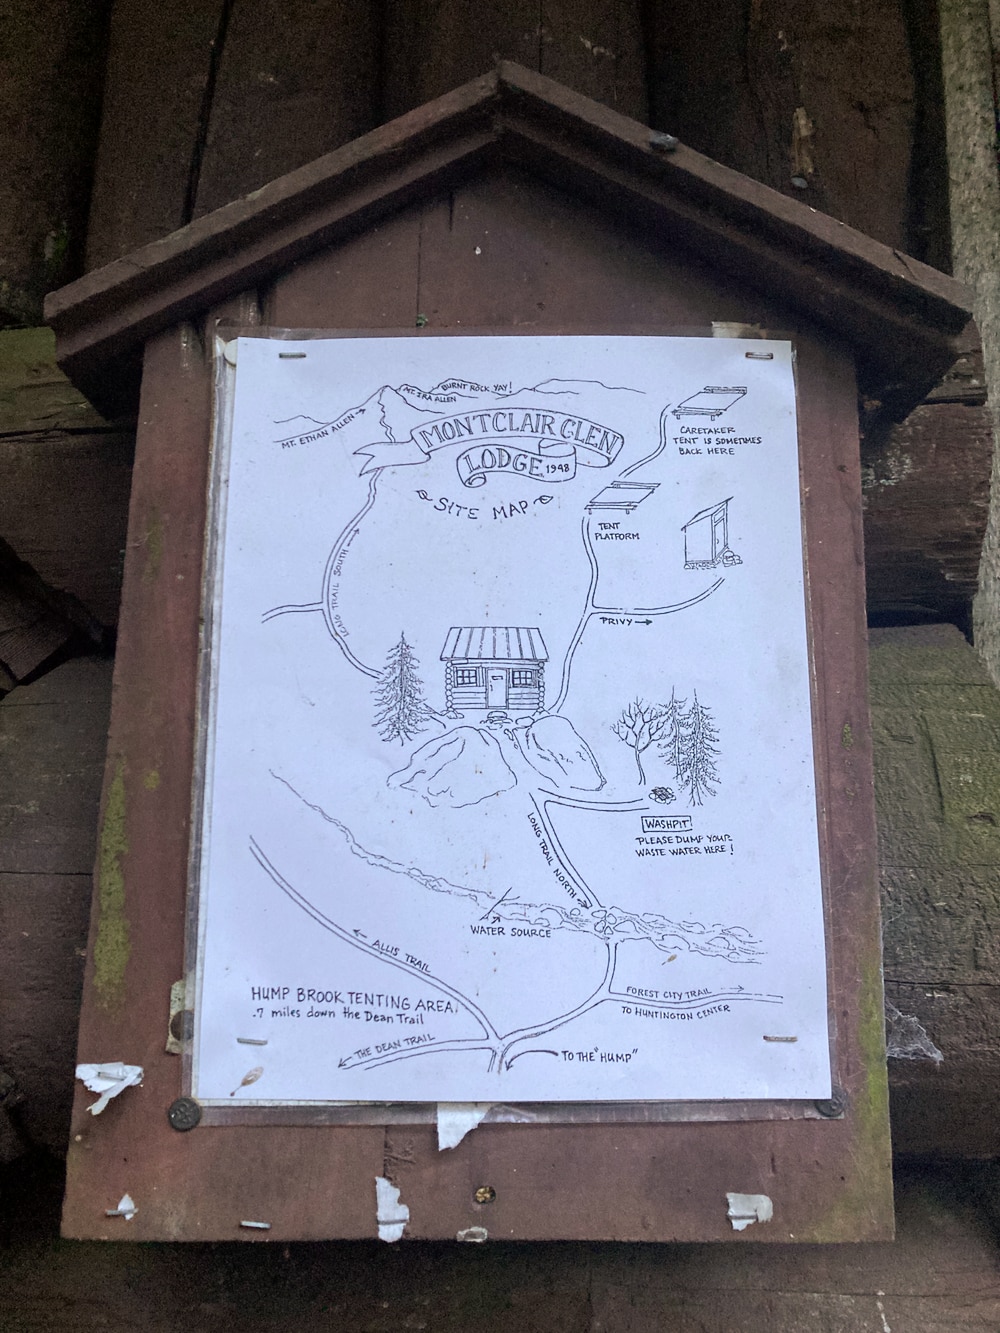 BURNT ROCK YAY!
MT. IRA ALLEN
MT. ETHAN ALLEN
MONTCLAIR GLEN
LODGE 1948
SITE MAP
CARETAKER
TENT IS SOMETIMES
BACK HERE
TENT
PLATFORM
PRIVY
LONG TRAIL SOUTH
LONG TRAIL NORTH
WASHPIT!
PLEASE DUMP YOUR
WASTE WATER HERE!
WATER SOURCE
ALLIS TRAIL
HUMP BROOK TENTING AREA,
.7 miles down the Dean Trail
FOREST CITY TRAIL
TO HUNTINGTON CENTER
THE DEAN TRAIL
TO THE "HUMP"